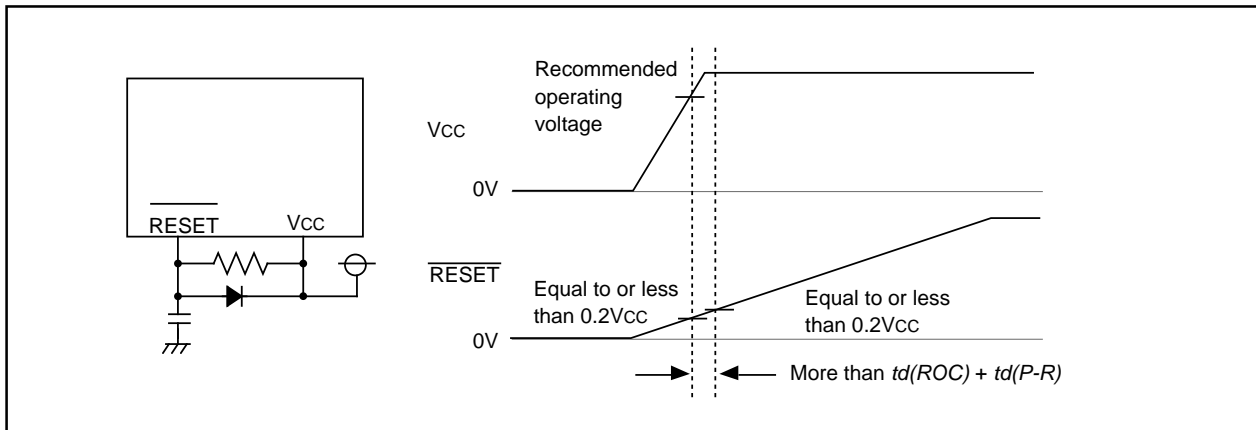 RESET
VCC
Recommended
operating
voltage
VCC
0V
RESET
Equal to or less
than 0.2VCC
Equal to or less
than 0.2VCC
0V
More than td(ROC) + td(P-R)